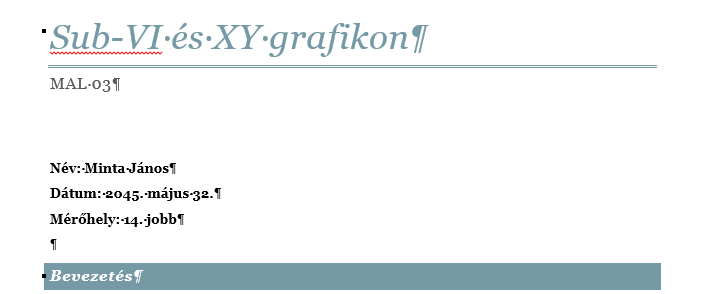 Sub-VI és XY grafikon¶
MAL 03¶
Név: Minta János¶
Dátum: 2045. május 32.¶
Mérőhely: 14. jobb¶
¶
Bevezetés¶